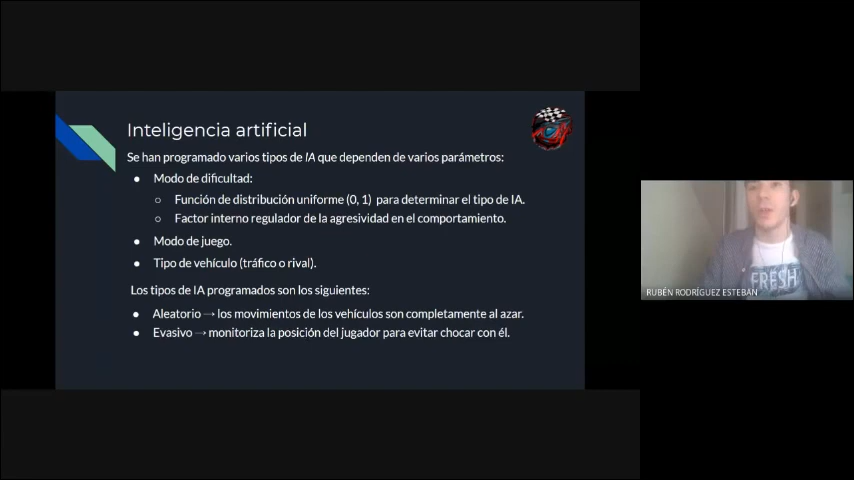 Inteligencia artificial
Se han programado varios tipos de IA que dependen de varios parámetros:
● Modo de dificultad:
○ Función de distribución uniforme (0, 1) para determinar el tipo de IA.
○ Factor interno regulador de la agresividad en el comportamiento.
● Modo de juego.
● Tipo de vehículo (tráfico o rival).
Los tipos de IA programados son los siguientes:
● Aleatorio → los movimientos de los vehículos son completamente al azar.
● Evasivo → monitoriza la posición del jugador para evitar chocar con él.
FRESH
RUBÉN RODRÍGUEZ ESTEBAN